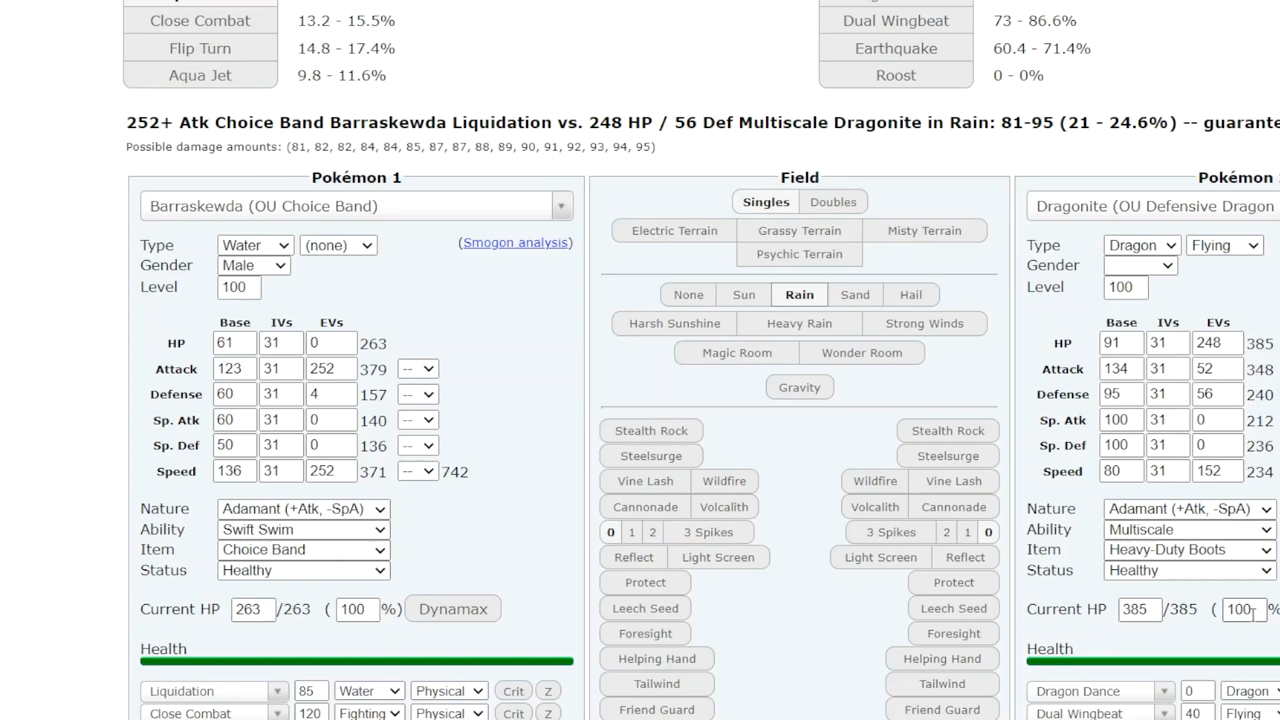 Close Combat 13.2 - 15.5% Dual Wingbeat 73 - 86.6%
Flip Turn 14.8 - 17.4% Earthquake 60.4 - 71.4%
Aqua Jet 9.8 - 11.6% Roost 0 - 0%
252+ Atk Choice Band Barraskewda Liquidation vs. 248 HP / 56 Def Multiscale Dragonite in Rain: 81-95 (21 - 24.6%) -- guarante
Possible damage amounts: (81, 82, 82, 84, 84, 85, 87, 87, 88, 89, 90, 91, 92, 93, 94, 95)
Pokémon 1 Field Pokémon
Barraskewda (OU Choice Band) Singles Doubles Dragonite (OU Defensive Dragon
Type Water (none) (Smogon analysis) Electric Terrain Grassy Terrain Misty Terrain Type Dragon Flying
Gender Male Psychic Terrain Gender
Level 100 None Sun Rain Sand Hail Level 100
Base IVs EVs Harsh Sunshine Heavy Rain Strong Winds Base IVs EVs
HP 61 31 0 263 Magic Room Wonder Room HP 91 31 248 385
Attack 123 31 252 379 -- Attack 134 31 52 348
Defense 60 31 4 157 -- Gravity Defense 95 31 56 240
Sp. Atk 60 31 0 140 -- Stealth Rock Stealth Rock Sp. Atk 100 31 0 212
Sp. Def 50 31 0 136 -- Steelsurge Steelsurge Sp. Def 100 31 0 236
Speed 136 31 252 371 -- 742 Vine Lash Wildfire Wildfire Vine Lash Speed 80 31 152 234
Nature Adamant (+Atk, -SpA) Cannonade Volcalith Volcalith Cannonade Nature Adamant (+Atk, -SpA)
Ability Swift Swim 0 1 2 3 Spikes 3 Spikes 2 1 0 Ability Multiscale
Item Choice Band Reflect Light Screen Light Screen Reflect Item Heavy-Duty Boots
Status Healthy Protect Protect Status Healthy
Current HP 263 /263 ( 100 %) Dynamax Leech Seed Leech Seed Current HP 385 /385 ( 100 %
Foresight Foresight
Health Helping Hand Helping Hand Health
Liquidation 85 Water Physical Crit Z Tailwind Tailwind Dragon Dance 0 Dragon
Close Combat 120 Fighting Physical Crit Z Friend Guard Friend Guard Dual Wingbeat 40 Flying